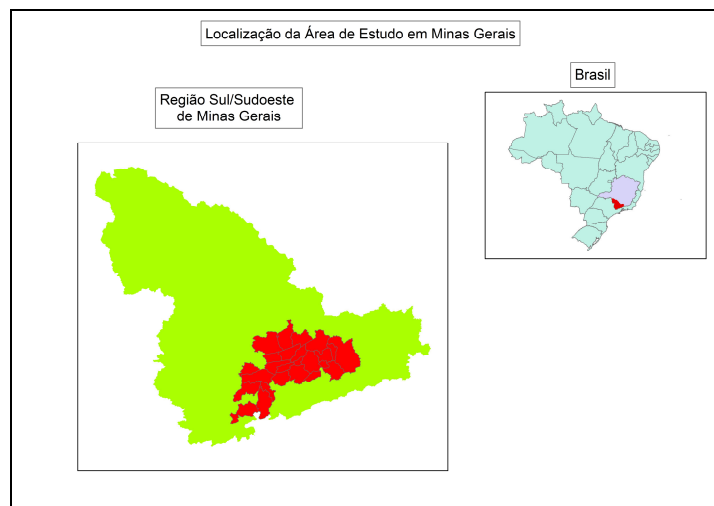 Localização da Área de Estudo em Minas Gerais
Brasil
Região Sul/Sudoeste
de Minas Gerais